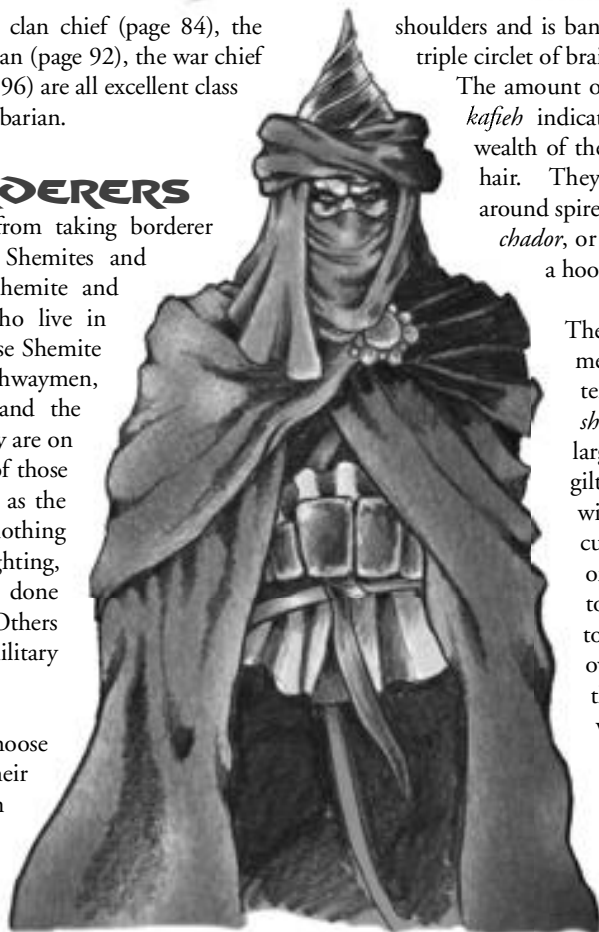 clan chief (page 84), the
an (page 92), the war chief
96) are all excellent class
barian.
DERERS
from taking borderer
Shemites and
hemite and
ho live in
se Shemite
hwaymen,
and the
y are on
of those
as the
othing
ghting,
done
Others
ilitary
hoose
heir
n
shoulders and is ban
triple circlet of brai
The amount o
kafieh indicat
wealth of the
hair. They
around spire
chador, or
a hoo
The
me
te
sh
larg
gilt
wi
cu
o
to
to
ov
t